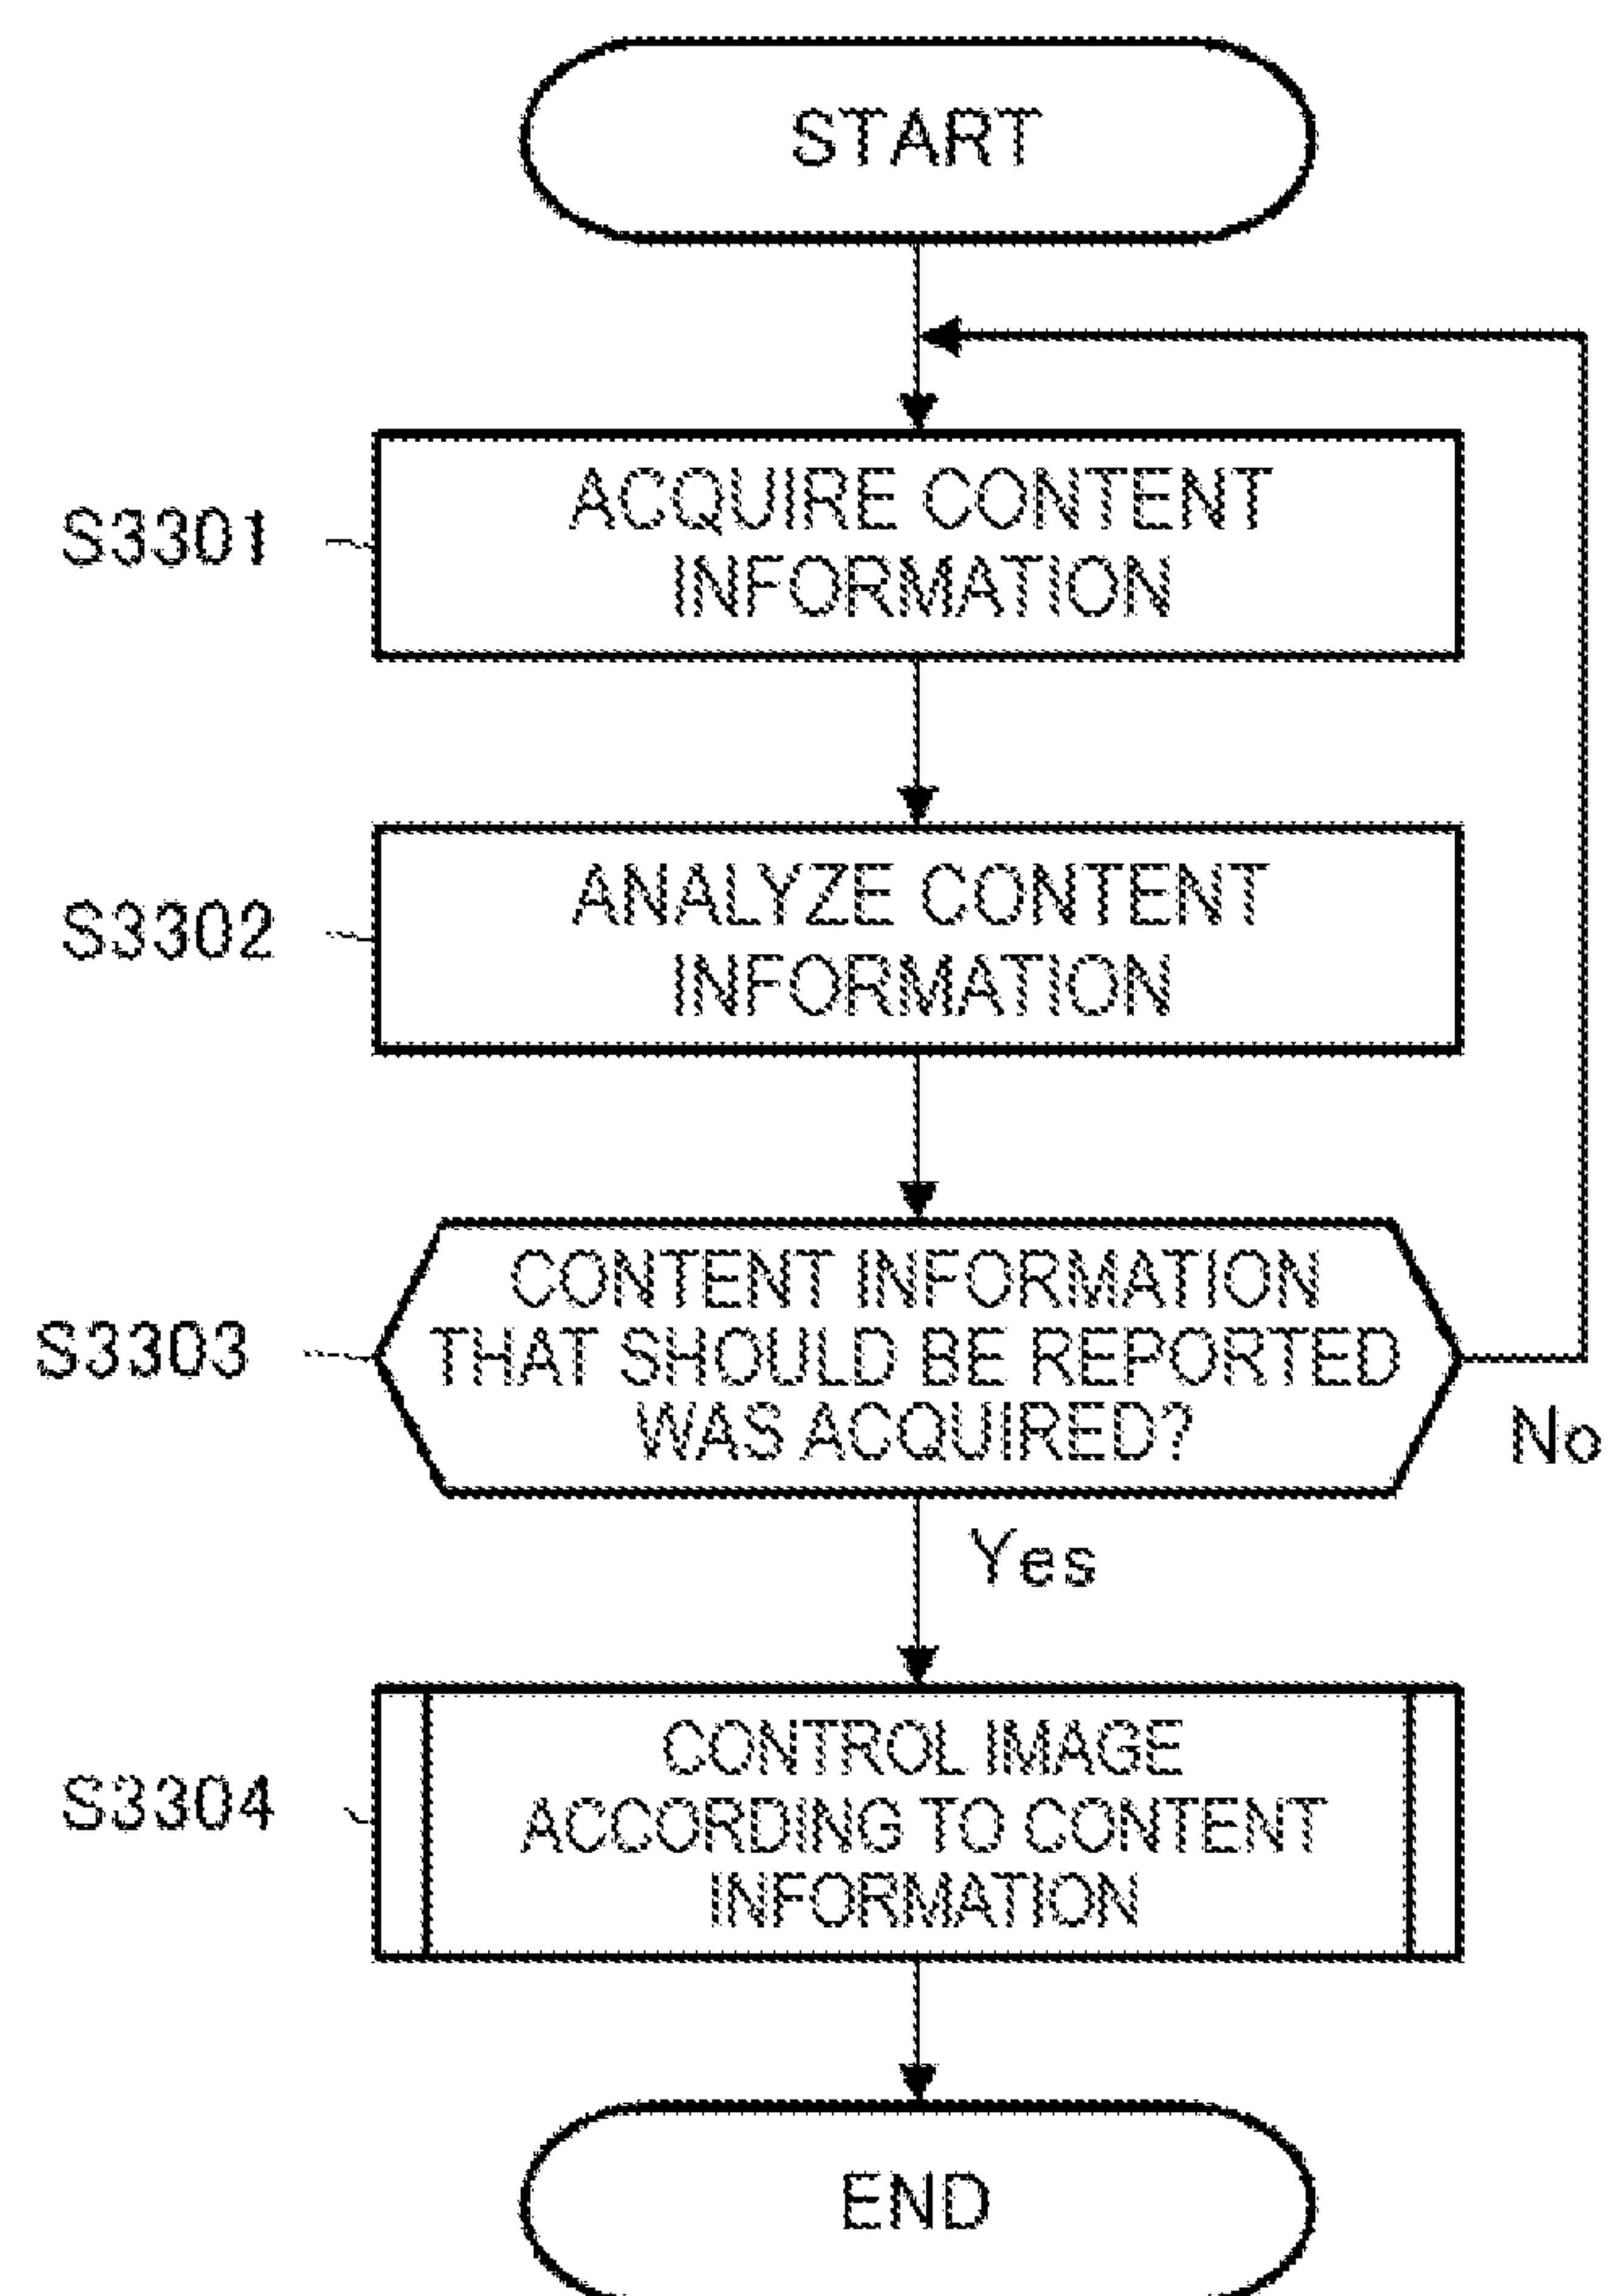 START
S3301
ACQUIRE CONTENT
INFORMATION
S3302
ANALYZE CONTENT
INFORMATION
S3303
CONTENT INFORMATION
THAT SHOULD BE REPORTED
WAS ACQUIRED?
No
Yes
S3304
CONTROL IMAGE
ACCORDING TO CONTENT
INFORMATION
END